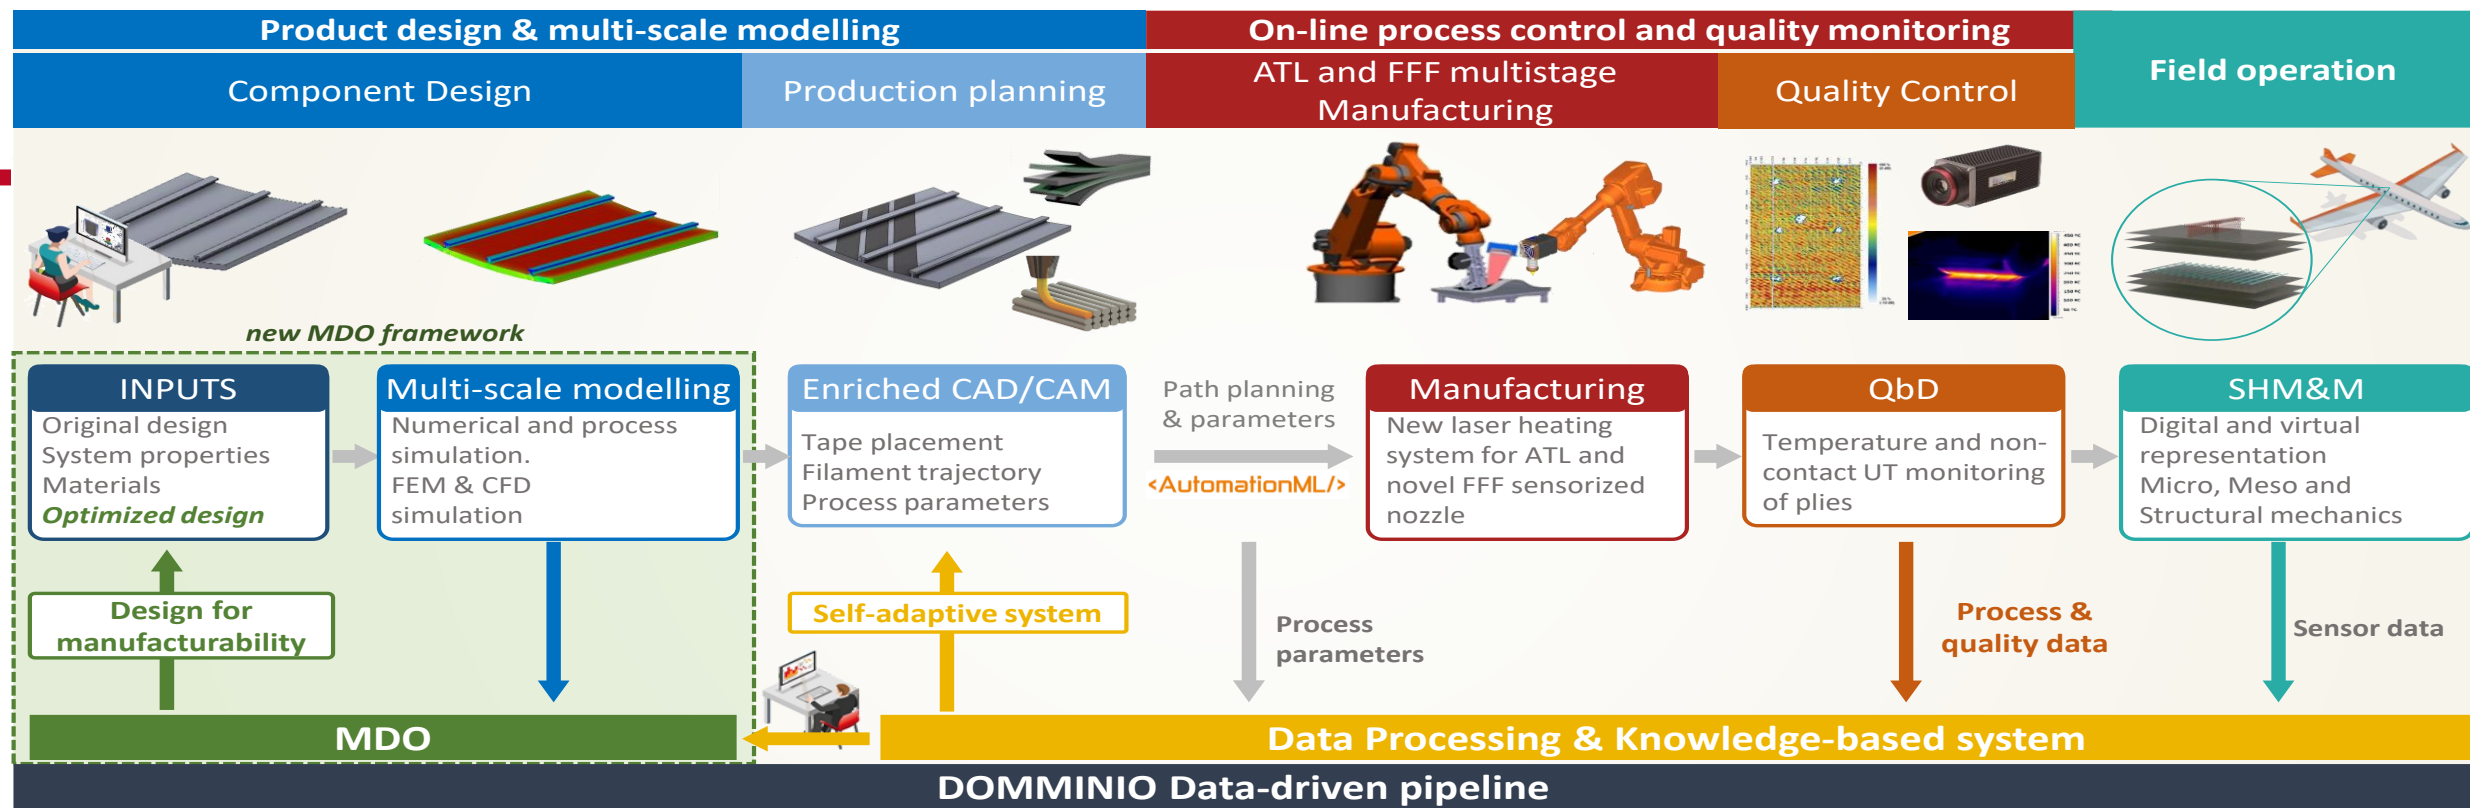 Product design & multi-scale modelling
On-line process control and quality monitoring
Field operation
Component Design
Production planning
ATL and FFF multistage
Manufacturing
Quality Control
new MDO framework
INPUTS
Original design
System properties
Materials
Optimized design
Multi-scale modelling
Numerical and process
simulation.
FEM & CFD
simulation
Enriched CAD/CAM
Tape placement
Filament trajectory
Process parameters
Path planning
& parameters
<AutomationML/>
Manufacturing
New laser heating
system for ATL and
novel FFF sensorized
nozzle
QbD
Temperature and non-
contact UT monitoring
of plies
SHM&M
Digital and virtual
representation
Micro, Meso and
Structural mechanics
Design for
manufacturability
Self-adaptive system
Process
parameters
Process &
quality data
Sensor data
MDO
Data Processing & Knowledge-based system
DOMMINIO Data-driven pipeline